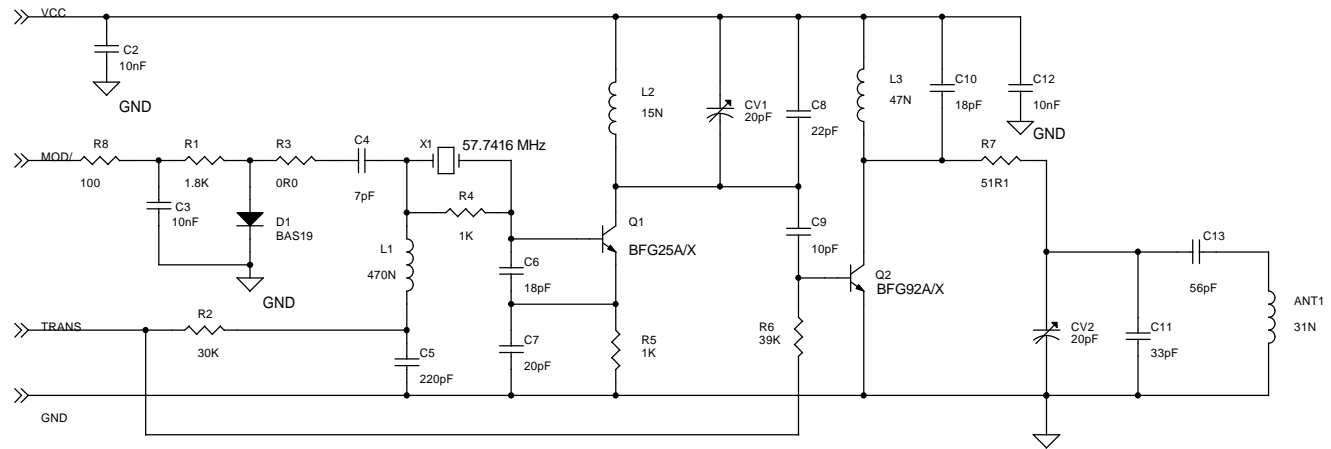 VCC
C2
10nF
GND
MOD/
R8
100
R1
1.8K
R3
0R0
C4
7pF
X1
57.7416 MHz
C3
10nF
D1
BAS19
GND
R4
1K
L1
470N
C6
18pF
C7
20pF
TRANS
R2
30K
C5
220pF
GND
L2
15N
CV1
20pF
C8
22pF
Q1
BFG25A/X
R5
1K
C9
10pF
R6
39K
L3
47N
C10
18pF
C12
10nF
GND
R7
51R1
Q2
BFG92A/X
C13
56pF
CV2
20pF
C11
33pF
ANT1
31N